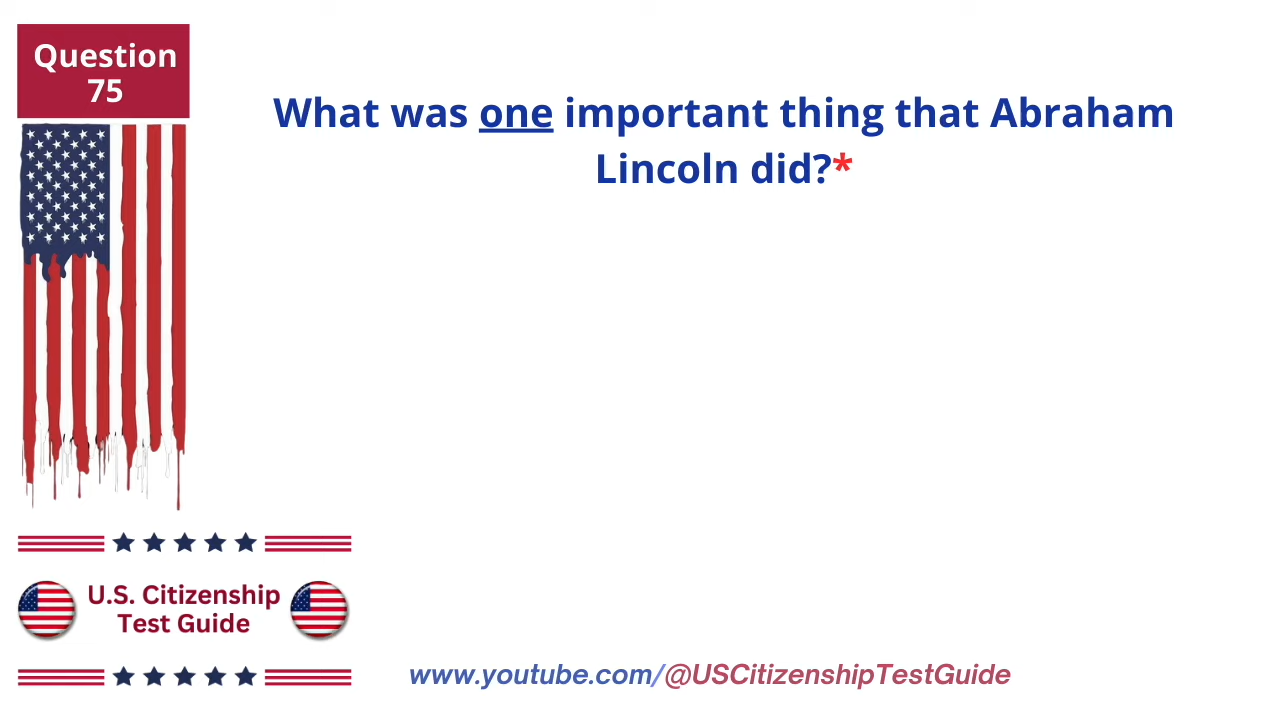 Question
75
What was one important thing that Abraham
Lincoln did?*
U.S. Citizenship
Test Guide
www.youtube.com/@USCitizenshipTestGuide